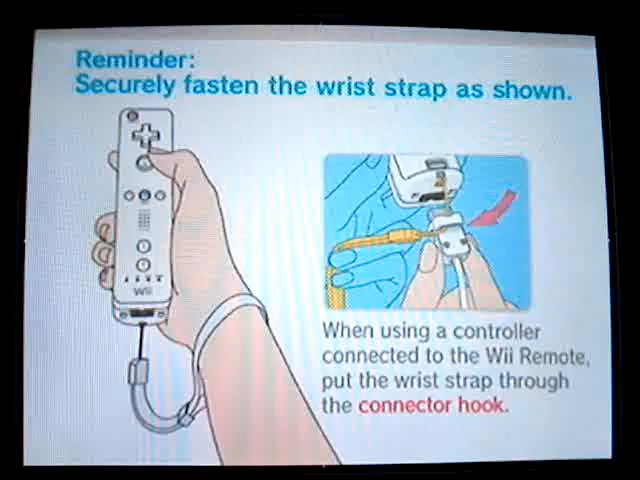 Reminder:
Securely fasten the wrist strap as shown.
Wii
When using a controller
connected to the Wii Remote,
put the wrist strap through
the connector hook.